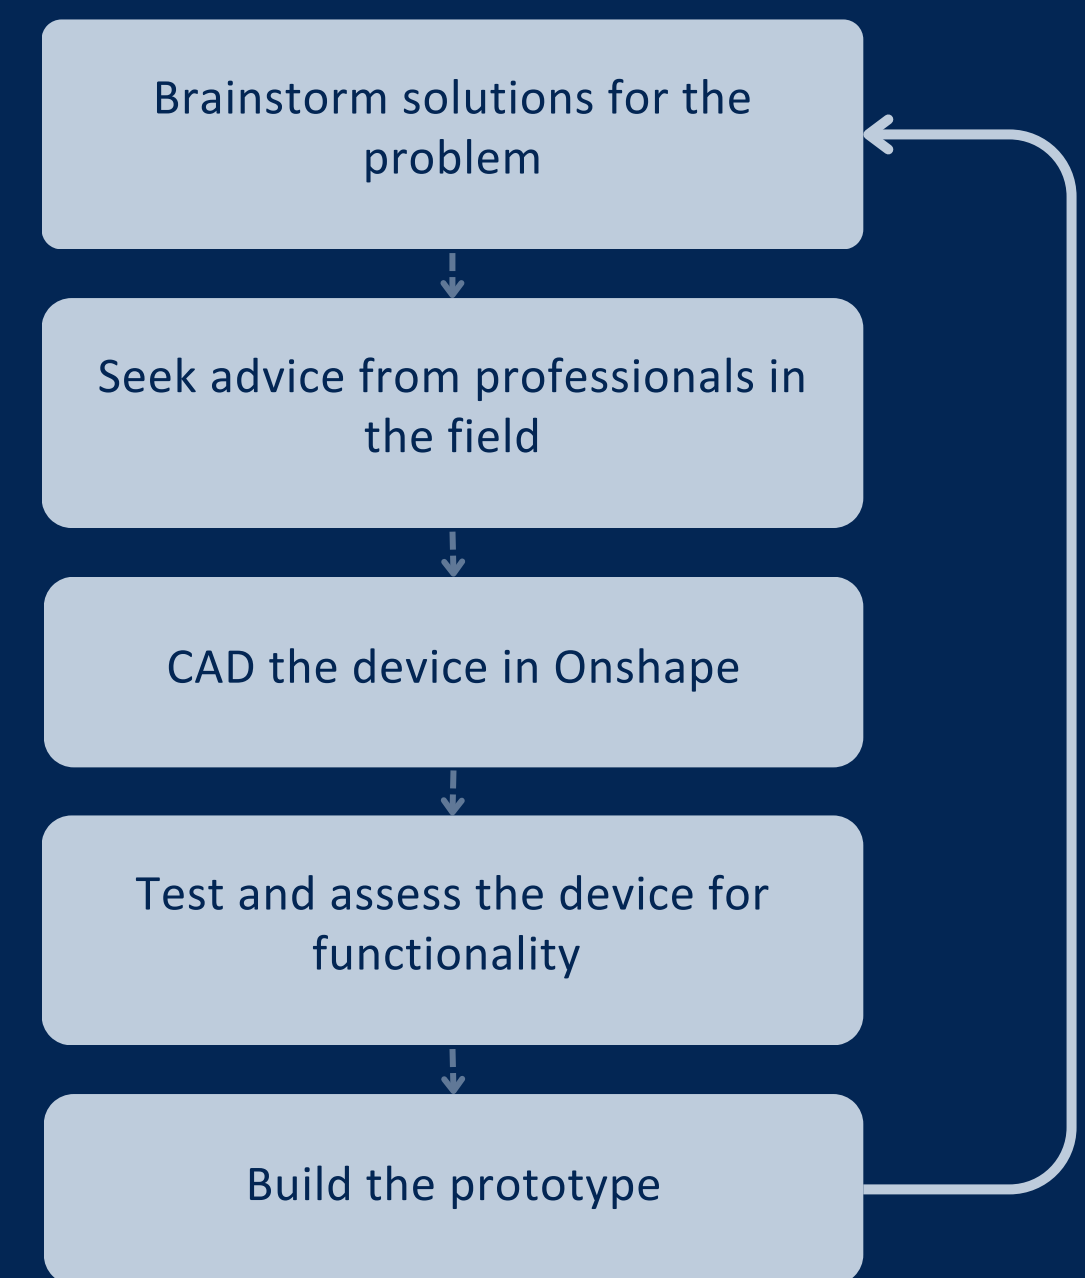 Brainstorm solutions for the
problem
Seek advice from professionals in
the field
CAD the device in Onshape
Test and assess the device for
functionality
Build the prototype